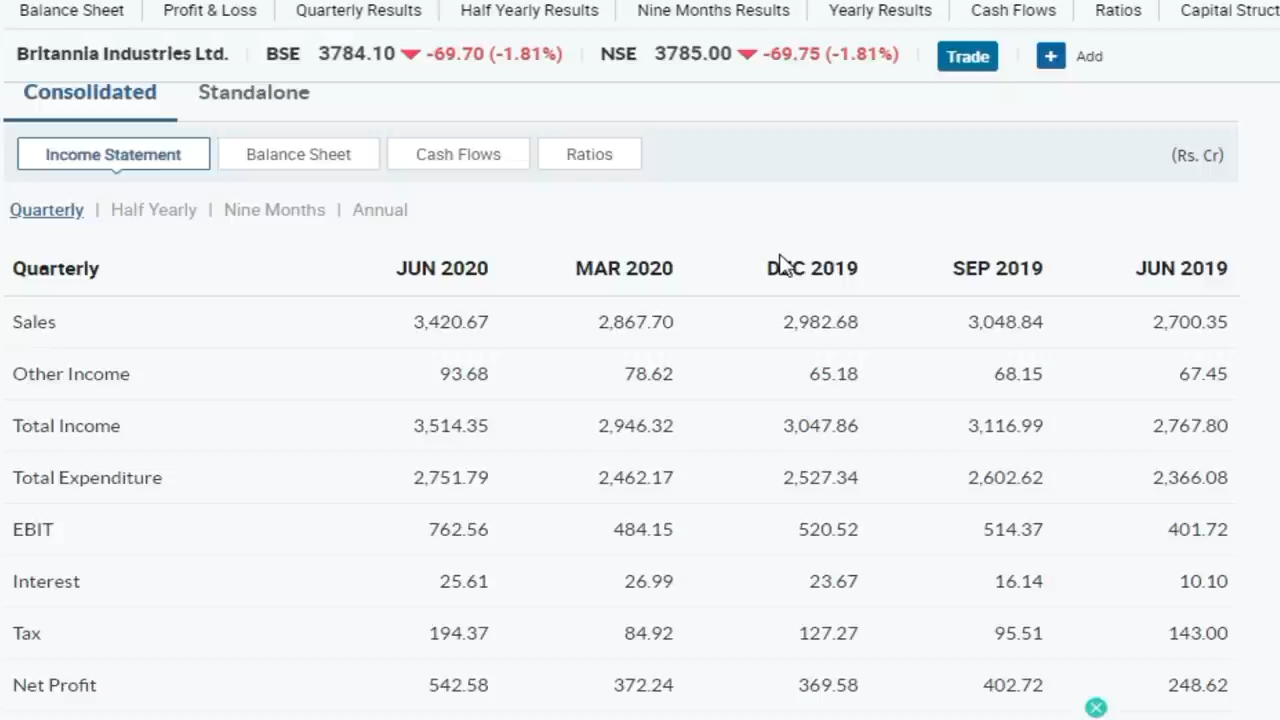 Balance Sheet Profit & Loss Quarterly Results Half Yearly Results Nine Months Results Yearly Results Cash Flows Ratios Capital Struct
Britannia Industries Ltd. BSE 3784.10 -69.70 (-1.81%) NSE 3785.00 -69.75 (-1.81%) Trade + Add
Consolidated Standalone
Income Statement Balance Sheet Cash Flows Ratios (Rs. Cr)
Quarterly | Half Yearly | Nine Months | Annual
Quarterly JUN 2020 MAR 2020 DEC 2019 SEP 2019 JUN 2019
Sales 3,420.67 2,867.70 2,982.68 3,048.84 2,700.35
Other Income 93.68 78.62 65.18 68.15 67.45
Total Income 3,514.35 2,946.32 3,047.86 3,116.99 2,767.80
Total Expenditure 2,751.79 2,462.17 2,527.34 2,602.62 2,366.08
EBIT 762.56 484.15 520.52 514.37 401.72
Interest 25.61 26.99 23.67 16.14 10.10
Tax 194.37 84.92 127.27 95.51 143.00
Net Profit 542.58 372.24 369.58 402.72 248.62